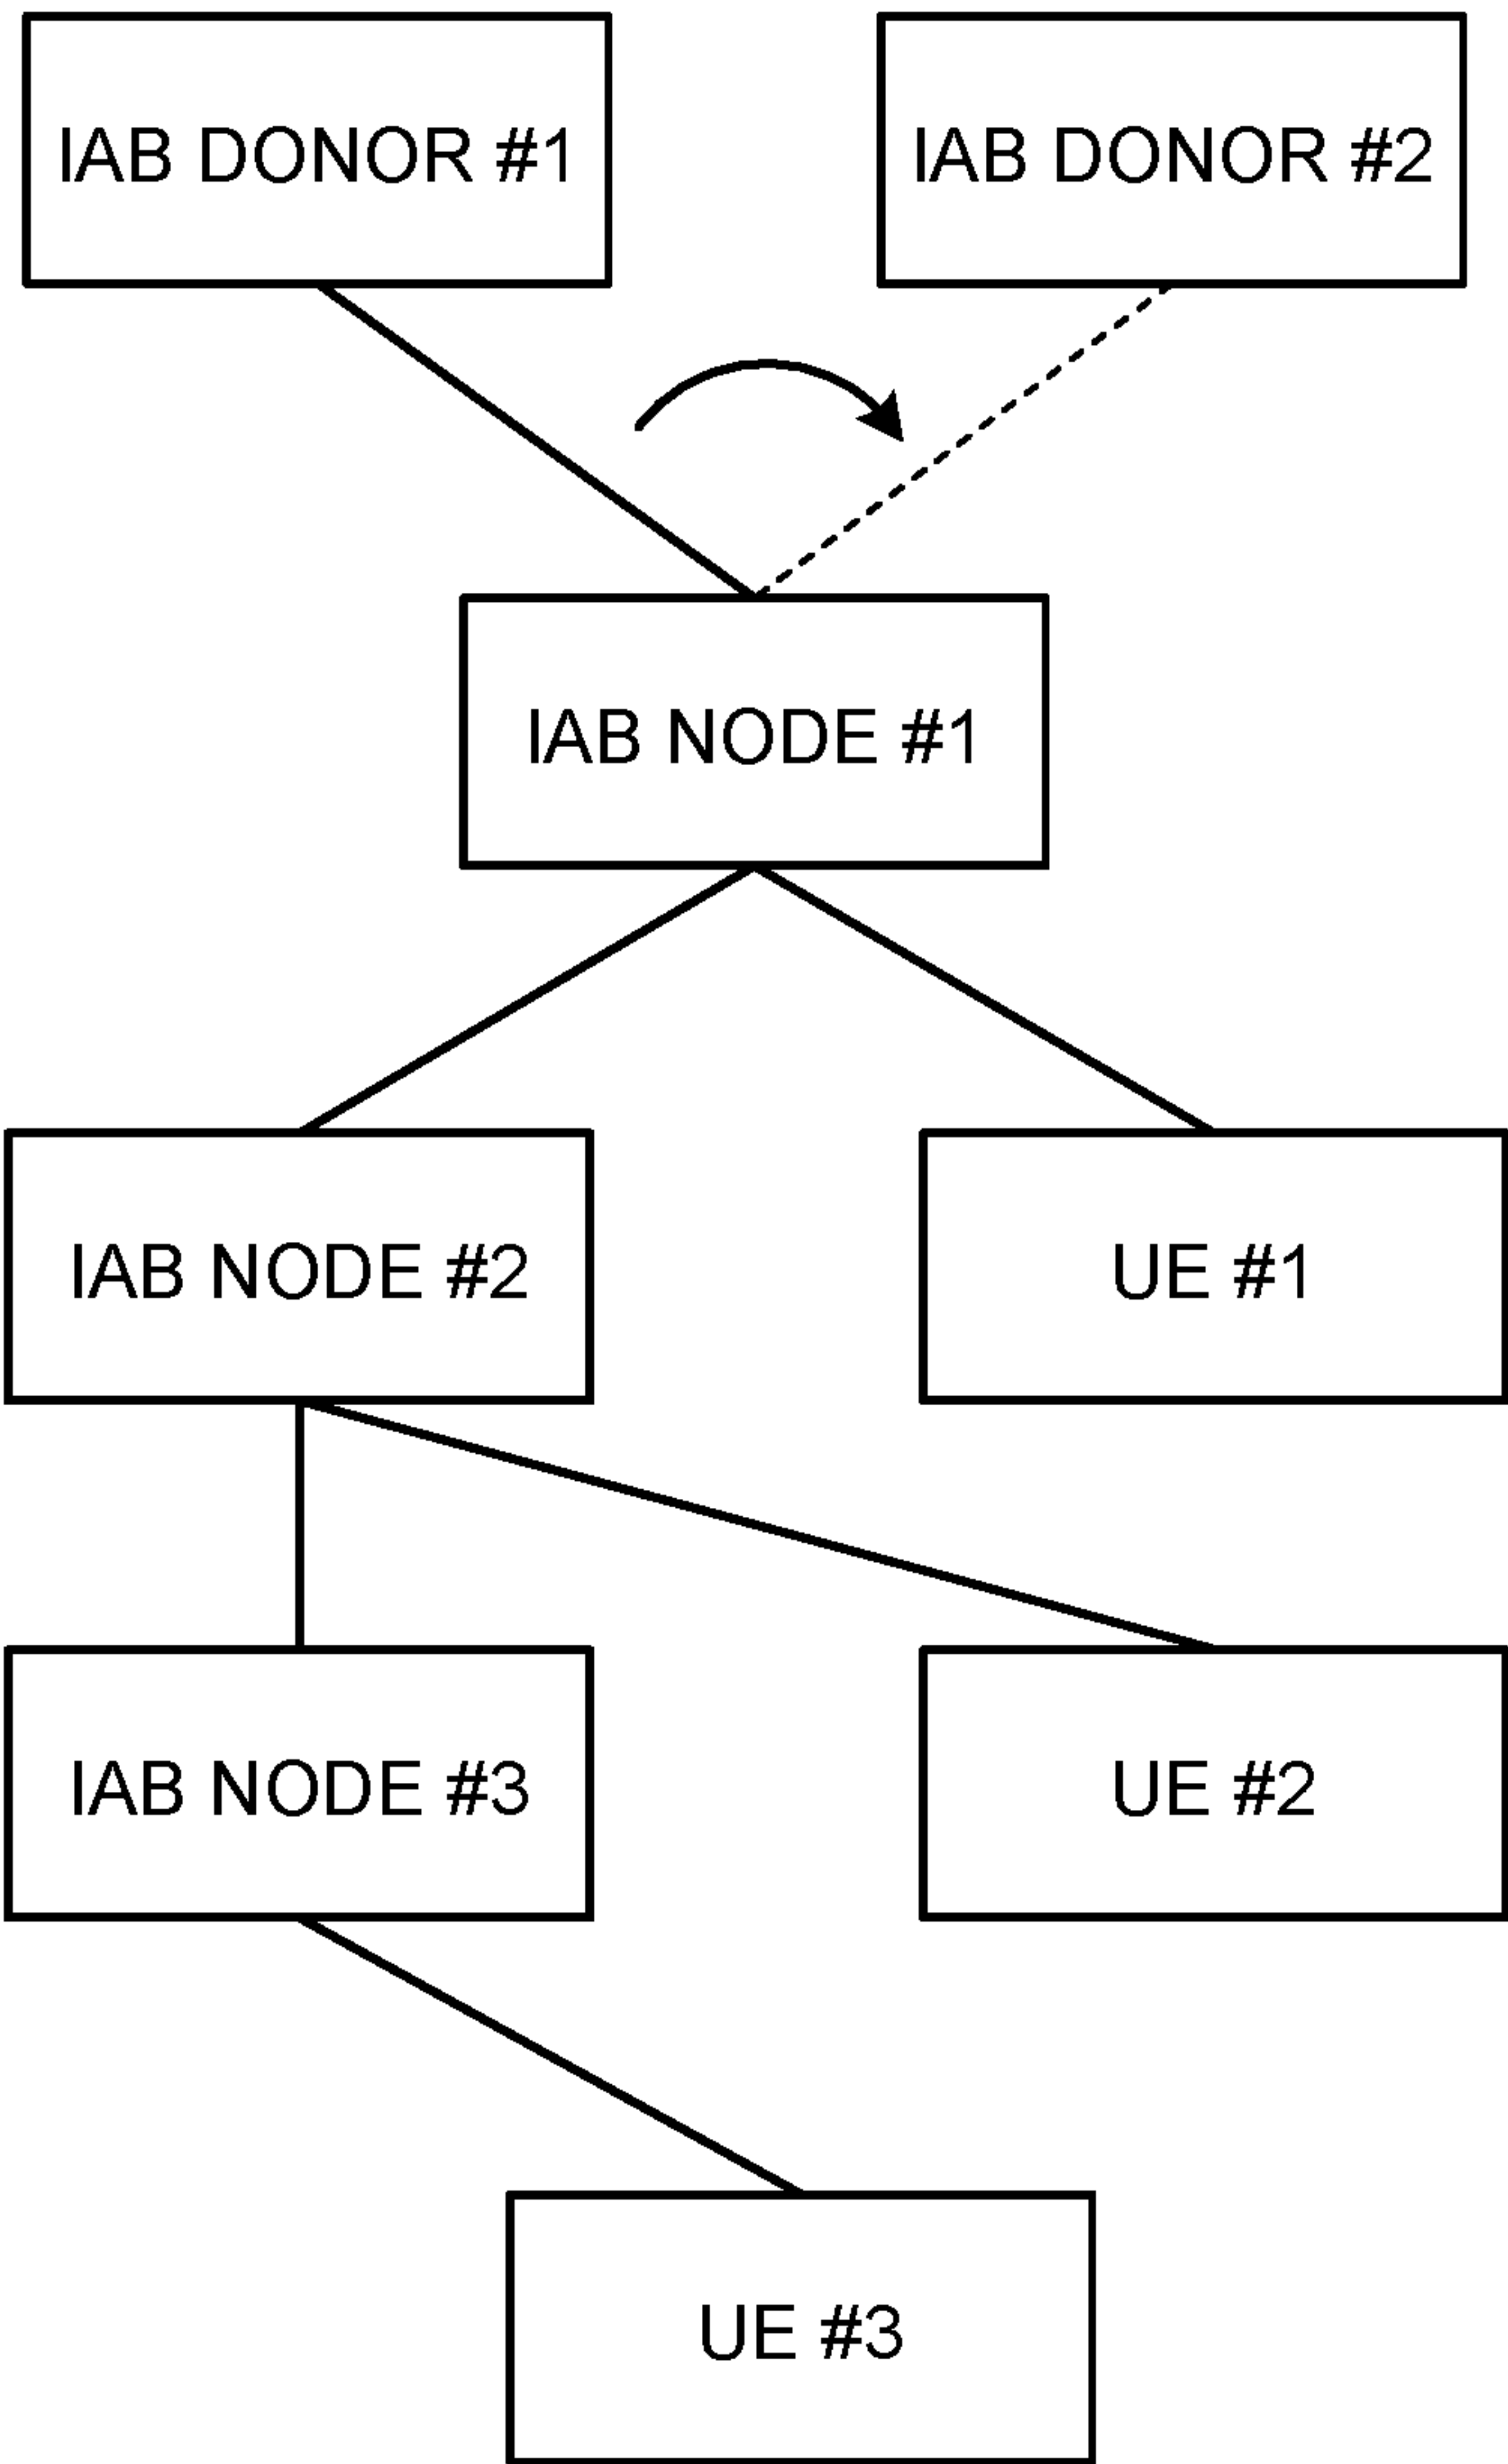 IAB DONOR #1
IAB DONOR #2
IAB NODE #1
IAB NODE #2
UE #1
IAB NODE #3
UE #2
UE #3